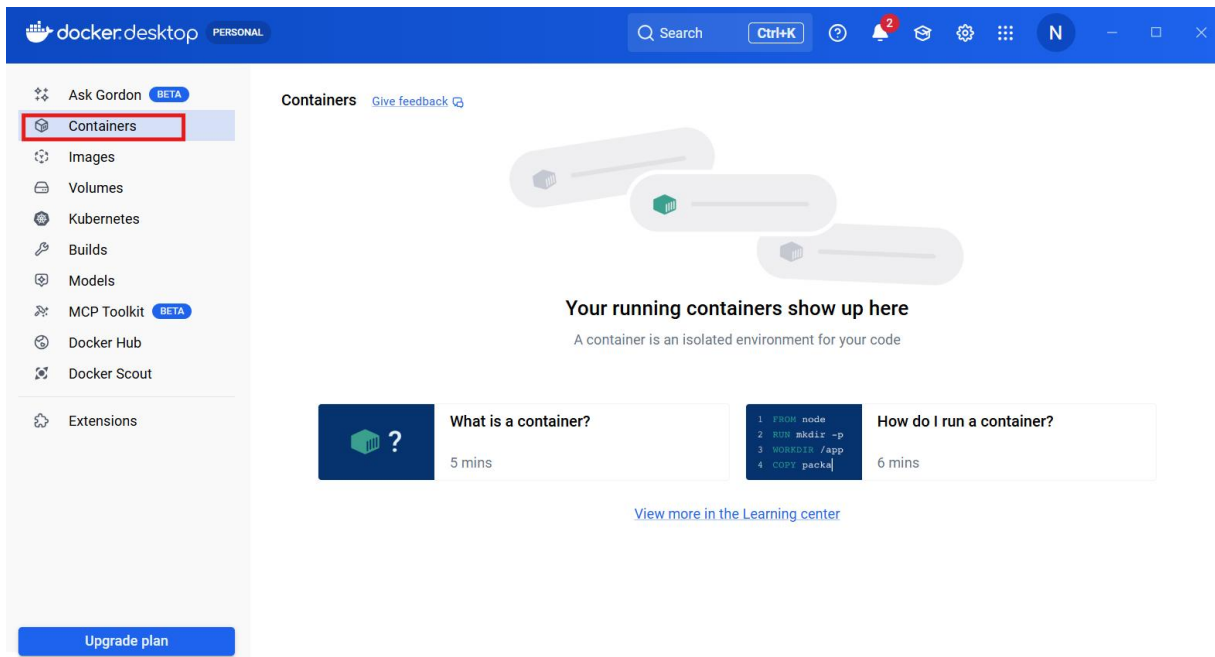 docker.desktop PERSONAL Search Ctrl+K 2 N
Ask Gordon BETA
Containers
Images
Volumes
Kubernetes
Builds
Models
MCP Toolkit BETA
Docker Hub
Docker Scout
Extensions
Upgrade plan
Containers Give feedback
Your running containers show up here
A container is an isolated environment for your code
?
What is a container?
5 mins
1 FROM node
2 RUN mkdir -p
3 WORKDIR /app
4 COPY packa
How do I run a container?
6 mins
View more in the Learning center